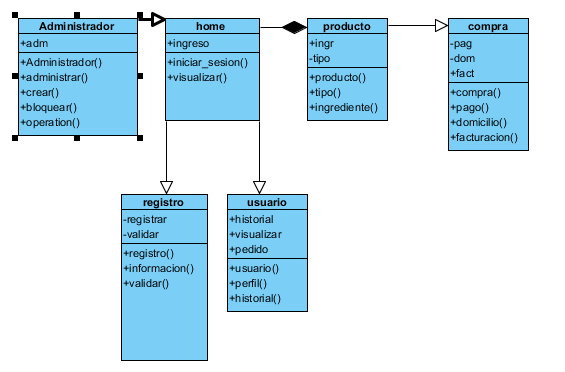 Administrador
+adm
+Administrador()
+administrar()
+crear()
+bloquear()
+operation()
home
+ingreso
+iniciar_sesion()
+visualizar()
producto
+ingr
-tipo
+producto()
+tipo()
+ingrediente()
compra
-pag
-dom
+fact
+compra()
+pago()
+domicilio()
+facturacion()
registro
-registrar
-validar
+registro()
+informacion()
+validar()
usuario
+historial
+visualizar
+pedido
+usuario()
+perfil()
+historial()